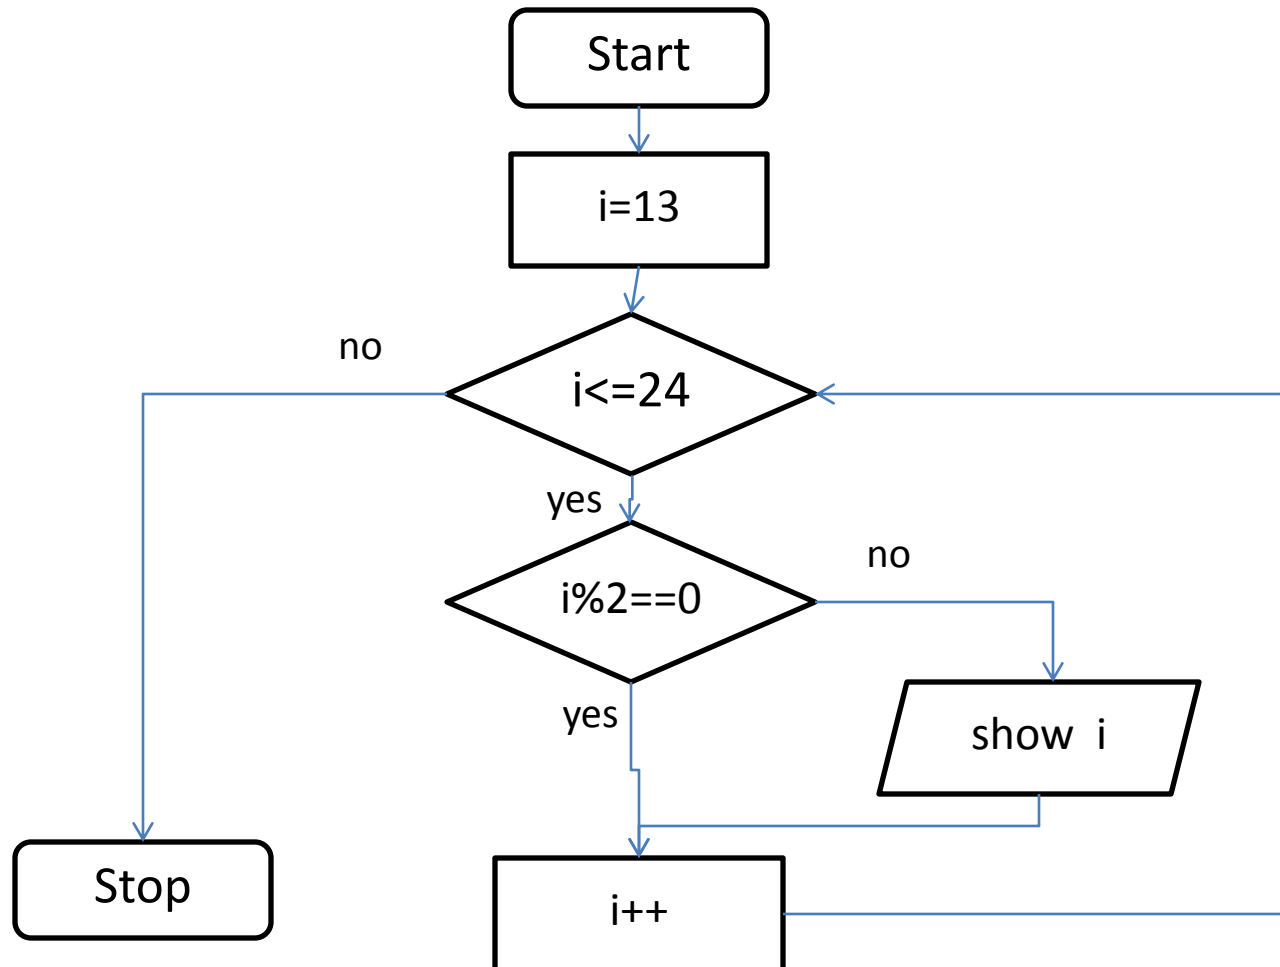 Start
i=13
no
i<=24
yes
no
i%2==0
yes
show i
Stop
i++